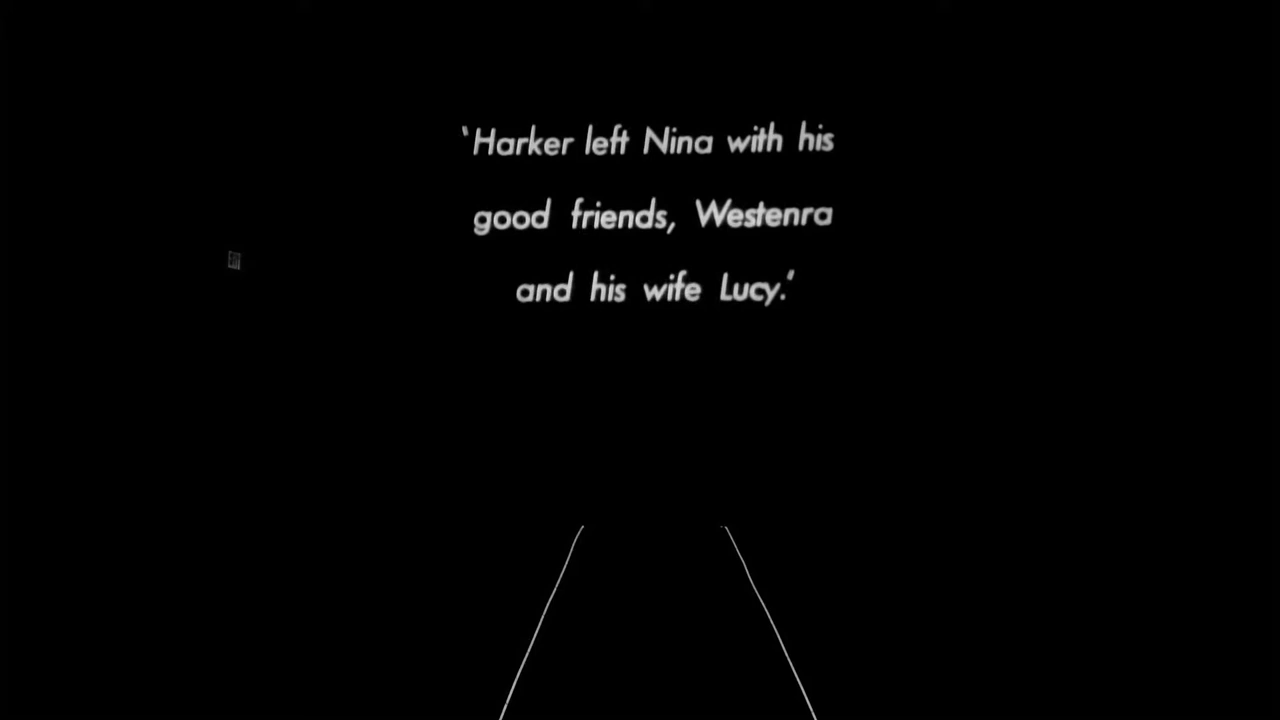 'Harker left Nina with his
good friends, Westenra
and his wife Lucy.'